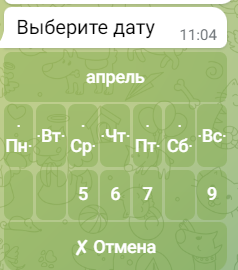 Выберите дату
11:04
апрель
·Пн· ·Вт· ·Ср· ·Чт· ·Пт· ·Сб· ·Вс·
5 6 7 9
✗ Отмена